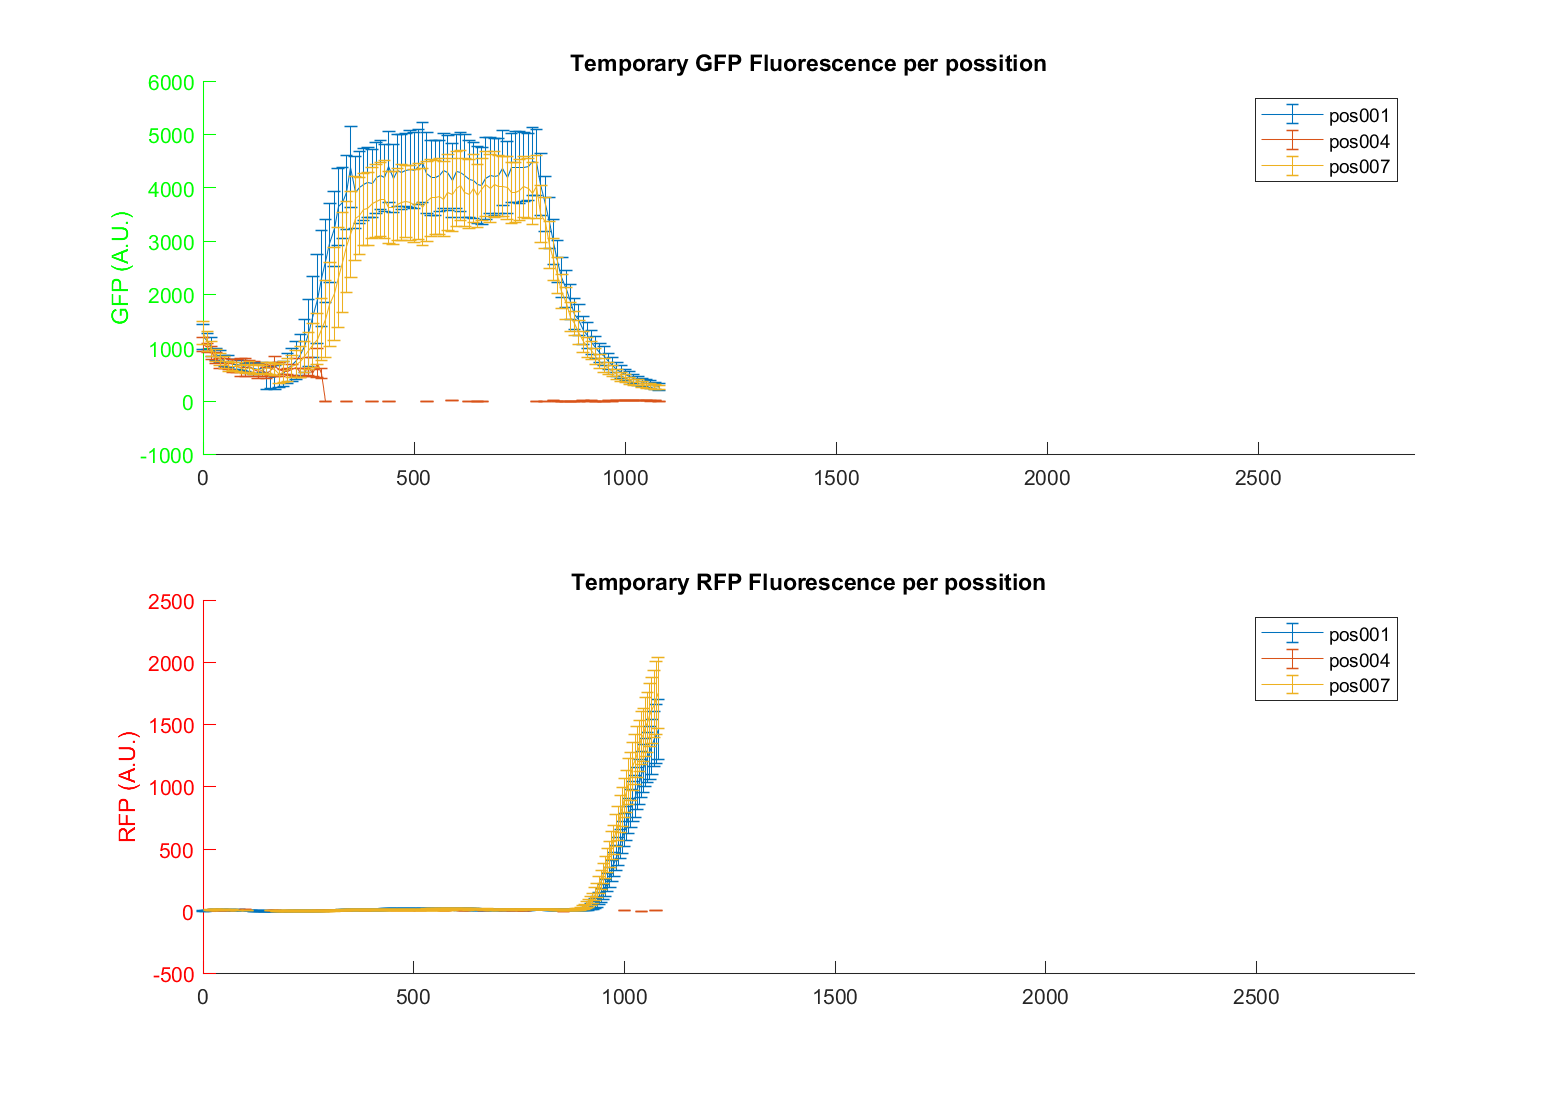 Temporary GFP Fluorescence per possition
6000
5000
4000
3000
2000
1000
0
-1000
GFP (A.U.)
0 500 1000 1500 2000 2500
pos001
pos004
pos007
Temporary RFP Fluorescence per possition
2500
2000
1500
1000
500
0
-500
RFP (A.U.)
0 500 1000 1500 2000 2500
pos001
pos004
pos007